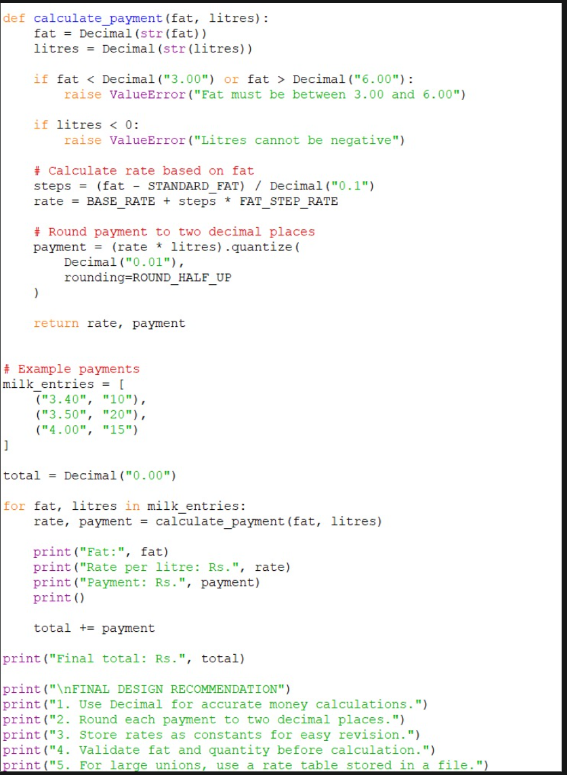 def calculate_payment(fat, litres):
    fat = Decimal(str(fat))
    litres = Decimal(str(litres))

    if fat < Decimal("3.00") or fat > Decimal("6.00"):
        raise ValueError("Fat must be between 3.00 and 6.00")

    if litres < 0:
        raise ValueError("Litres cannot be negative")

    # Calculate rate based on fat
    steps = (fat - STANDARD_FAT) / Decimal("0.1")
    rate = BASE_RATE + steps * FAT_STEP_RATE

    # Round payment to two decimal places
    payment = (rate * litres).quantize(
        Decimal("0.01"),
        rounding=ROUND_HALF_UP
    )

    return rate, payment


# Example payments
milk_entries = [
    ("3.40", "10"),
    ("3.50", "20"),
    ("4.00", "15")
]

total = Decimal("0.00")

for fat, litres in milk_entries:
    rate, payment = calculate_payment(fat, litres)

    print("Fat:", fat)
    print("Rate per litre: Rs.", rate)
    print("Payment: Rs.", payment)
    print()

    total += payment

print("Final total: Rs.", total)

print("\nFINAL DESIGN RECOMMENDATION")
print("1. Use Decimal for accurate money calculations.")
print("2. Round each payment to two decimal places.")
print("3. Store rates as constants for easy revision.")
print("4. Validate fat and quantity before calculation.")
print("5. For large unions, use a rate table stored in a file.")